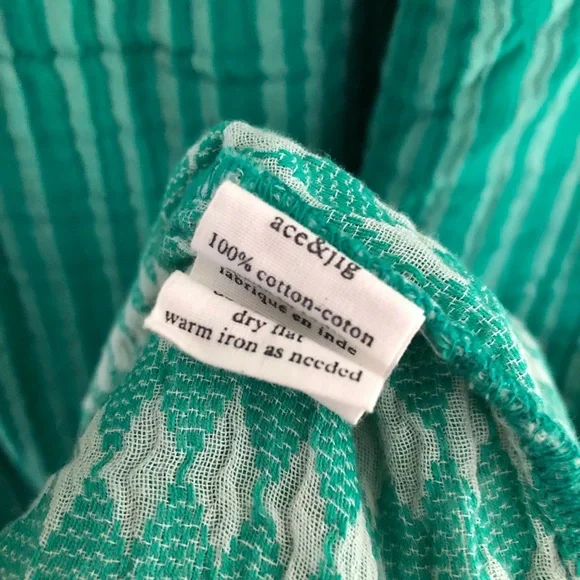 ace&jig
100% cotton-coton
fabrique en inde
dry flat
warm iron as needed